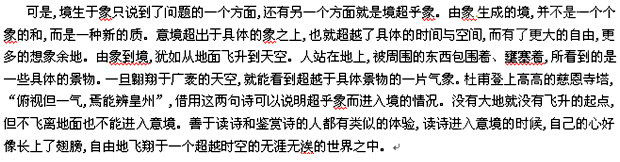 可是,境生于象只说到了问题的一个方面,还有另一个方面就是境超乎象。由象生成的境,并不是一个个
象的和,而是一种新的质。意境超出于具体的象之上,也就超越了具体的时间与空间,而有了更大的自由,更
多的想象余地。由象到境,犹如从地面飞升到天空。人站在地上,被周围的东西包围着、壅塞着,所看到的是
一些具体的景物。一旦翱翔于广袤的天空,就能看到超越于具体景物的一片气象。杜甫登上高高的慈恩寺塔,
“俯视但一气,焉能辨皇州”,借用这两句诗可以说明超乎象而进入境的情况。没有大地就没有飞升的起点,
但不飞离地面也不能进入意境。善于读诗和鉴赏诗的人都有类似的体验,读诗进入意境的时候,自己的心好
像长上了翅膀,自由地飞翔于一个超越时空的无涯无涘的世界之中。